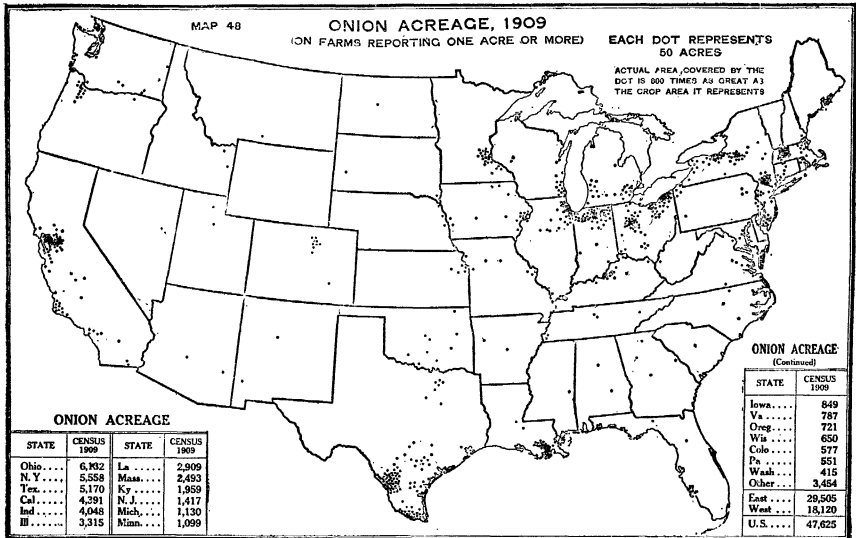 MAP 48
ONION ACREAGE, 1909
(ON FARMS REPORTING ONE ACRE OR MORE)
EACH DOT REPRESENTS
50 ACRES
ACTUAL AREA COVERED BY THE
DOT IS 800 TIMES AS GREAT AS
THE CROP AREA IT REPRESENTS
ONION ACREAGE
STATE CENSUS 1909 STATE CENSUS 1909
Ohio.... 6,132 La ..... 2,909
N. Y.... 5,558 Mass.... 2,493
Tex..... 5,170 Ky ..... 1,959
Cal..... 4,391 N. J.... 1,417
Ind .... 4,048 Mich.... 1,130
Ill ..... 3,315 Minn.... 1,099
ONION ACREAGE
(Continued)
STATE CENSUS 1909
Iowa.... 849
Va ..... 787
Oreg.... 721
Wis .... 650
Colo ... 577
Pa ..... 551
Wash ... 415
Other ... 3,454
East .... 29,505
West .... 18,120
U. S..... 47,625